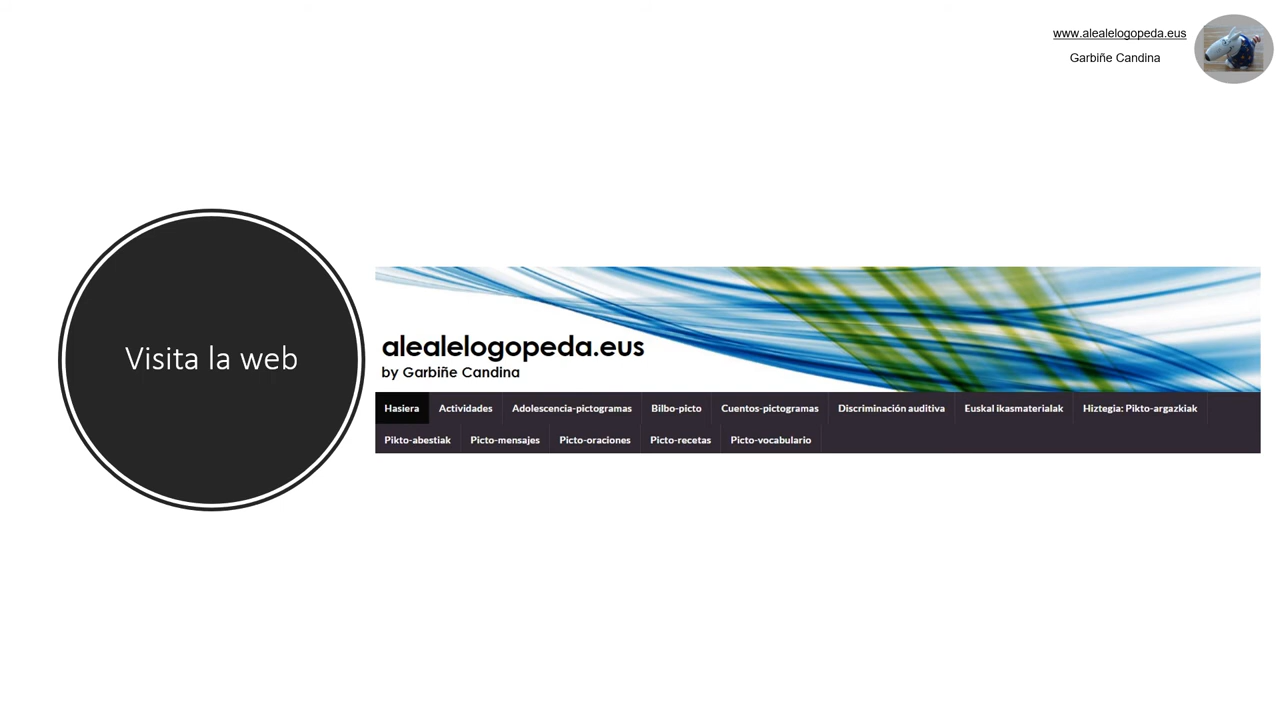 www.alealelogopeda.eus
Garbiñe Candina
Visita la web
alealelogopeda.eus
by Garbiñe Candina
Hasiera Actividades Adolescencia-pictogramas Bilbo-picto Cuentos-pictogramas Discriminación auditiva Euskal ikasmaterialak Hiztegia: Pikto-argazkiak
Pikto-abestiak Picto-mensajes Picto-oraciones Picto-recetas Picto-vocabulario